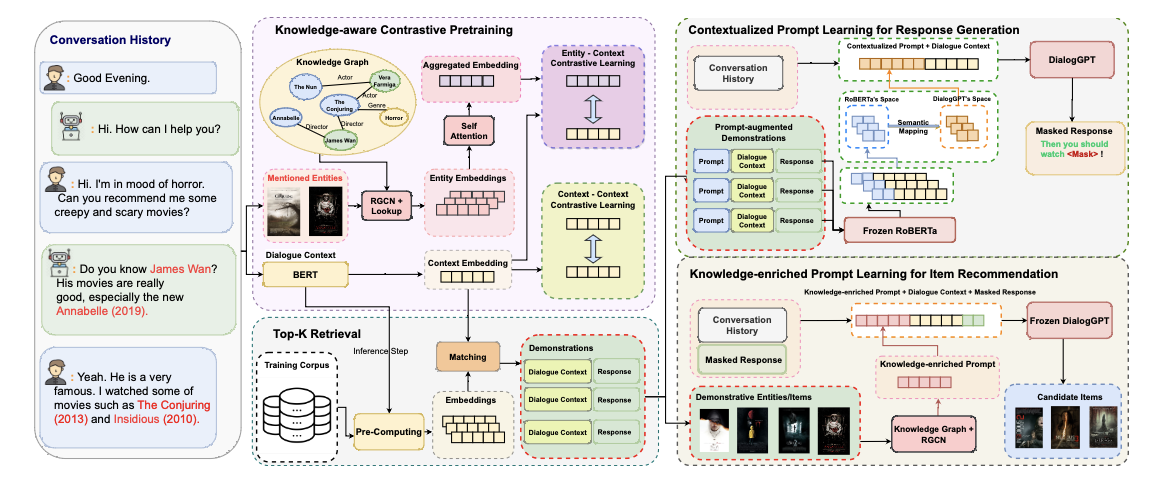 Conversation History
: Good Evening.
: Hi. How can I help you?
: Hi. I'm in mood of horror.
Can you recommend me some
creepy and scary movies?
: Do you know James Wan?
His movies are really
good, especially the new
Annabelle (2019).
: Yeah. He is a very
famous. I watched some of
movies such as The Conjuring
(2013) and Insidious (2010).
Knowledge-aware Contrastive Pretraining
Knowledge Graph
The Nun
Actor
Vera
Farmiga
Actor
The
Conjuring
Genre
Annabelle
Horror
Director
Director
James Wan
Aggregated Embedding
Self
Attention
Entity - Context
Contrastive Learning
Mentioned Entities
RGCN +
Lookup
Entity Embeddings
Context - Context
Contrastive Learning
Dialogue Context
BERT
Context Embedding
Top-K Retrieval
Inference Step
Training Corpus
Pre-Computing
Matching
Embeddings
Demonstrations
Dialogue Context
Response
Dialogue Context
Response
Dialogue Context
Response
Contextualized Prompt Learning for Response Generation
Conversation
History
Contextualized Prompt + Dialogue Context
DialogGPT
RoBERTa's Space
DialogGPT's Space
Semantic
Mapping
Masked Response
Then you should
watch <Mask> !
Prompt-augmented
Demonstrations
Prompt
Dialogue
Context
Response
Prompt
Dialogue
Context
Response
Prompt
Dialogue
Context
Response
Frozen RoBERTa
Knowledge-enriched Prompt Learning for Item Recommendation
Knowledge-enriched Prompt + Dialogue Context + Masked Response
Conversation
History
Masked Response
Frozen DialogGPT
Knowledge-enriched Prompt
Demonstrative Entities/Items
Knowledge Graph +
RGCN
Candidate Items